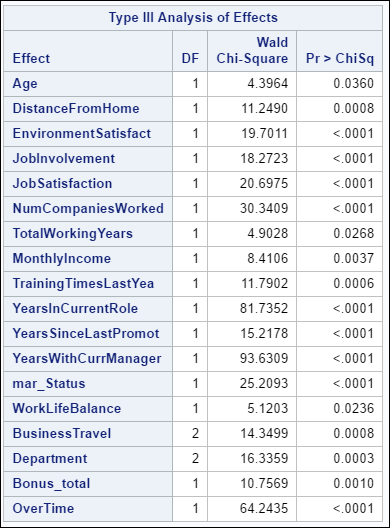 Type III Analysis of Effects
Effect DF Wald Chi-Square Pr > ChiSq
Age 1 4.3964 0.0360
DistanceFromHome 1 11.2490 0.0008
EnvironmentSatisfact 1 19.7011 <.0001
JobInvolvement 1 18.2723 <.0001
JobSatisfaction 1 20.6975 <.0001
NumCompaniesWorked 1 30.3409 <.0001
TotalWorkingYears 1 4.9028 0.0268
MonthlyIncome 1 8.4106 0.0037
TrainingTimesLastYea 1 11.7902 0.0006
YearsInCurrentRole 1 81.7352 <.0001
YearsSinceLastPromot 1 15.2178 <.0001
YearsWithCurrManager 1 93.6309 <.0001
mar_Status 1 25.2093 <.0001
WorkLifeBalance 1 5.1203 0.0236
BusinessTravel 2 14.3499 0.0008
Department 2 16.3359 0.0003
Bonus_total 1 10.7569 0.0010
OverTime 1 64.2435 <.0001